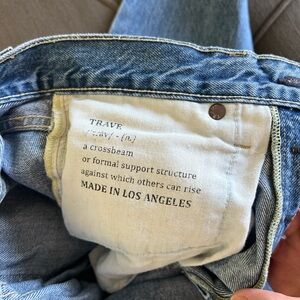 TRAVE
- {n.}
a crossbeam
or formal support structure
against which others can rise
MADE IN LOS ANGELES